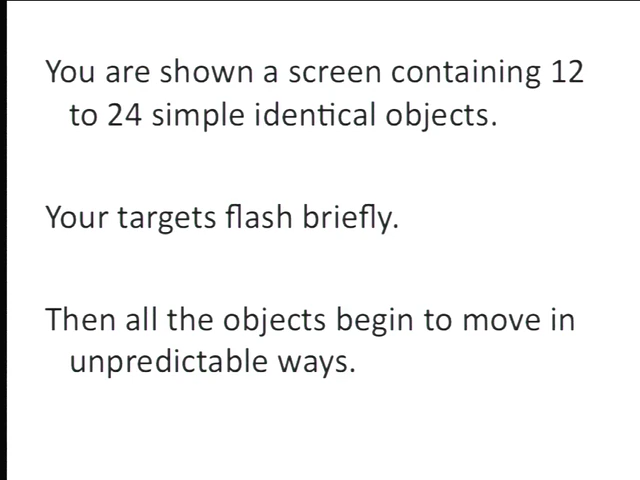 You are shown a screen containing 12
to 24 simple identical objects.
Your targets flash briefly.
Then all the objects begin to move in
unpredictable ways.